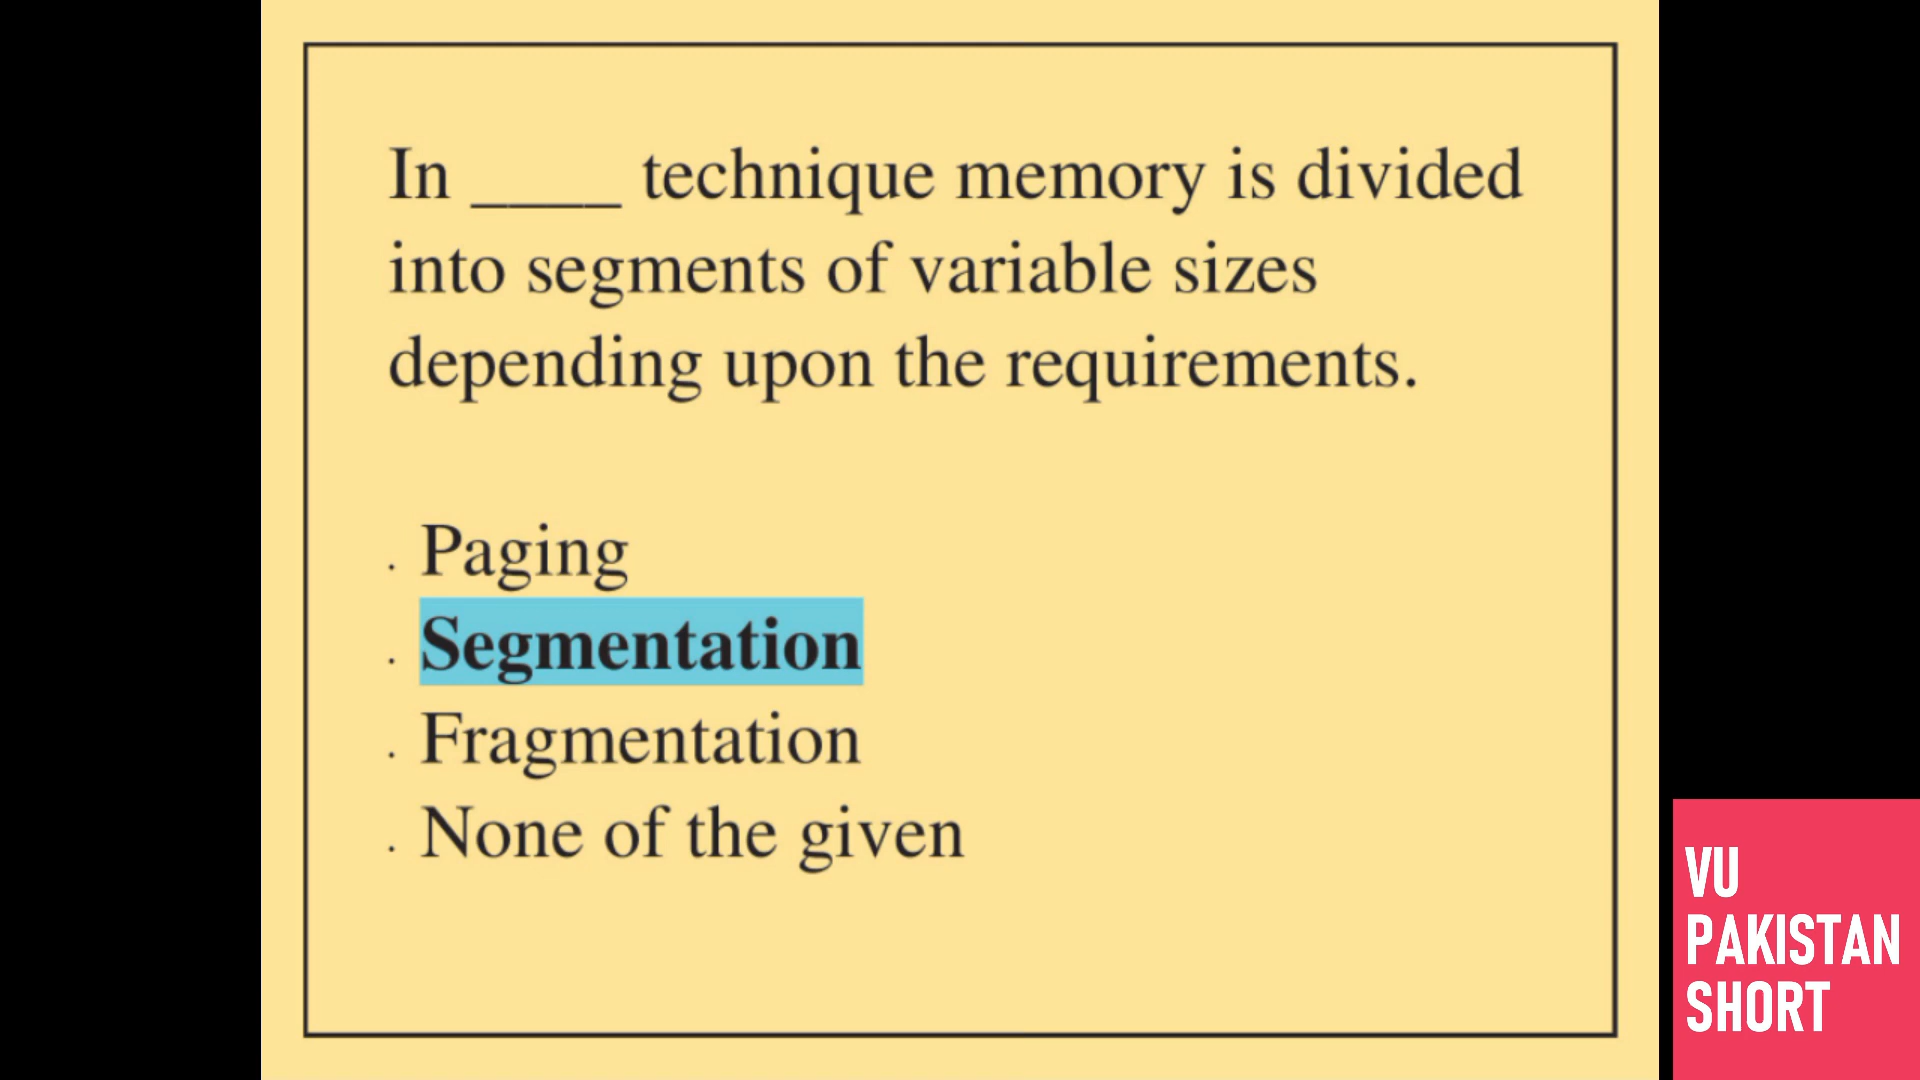 In ____ technique memory is divided
into segments of variable sizes
depending upon the requirements.
. Paging
. Segmentation
. Fragmentation
. None of the given
VU
PAKISTAN
SHORT